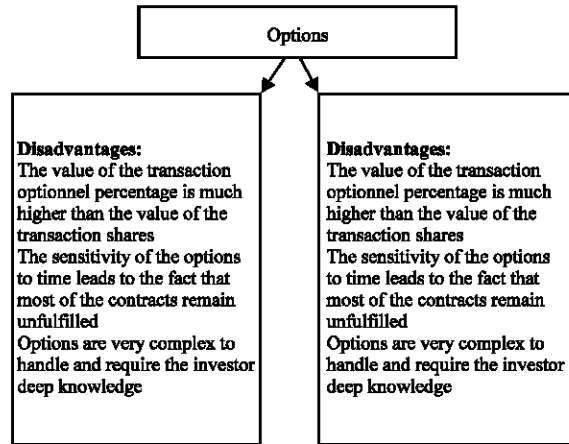 Options
Disadvantages:
The value of the transaction
optionnel percentage is much
higher than the value of the
transaction shares
The sensitivity of the options
to time leads to the fact that
most of the contracts remain
unfulfilled
Options are very complex to
handle and require the investor
deep knowledge
Disadvantages:
The value of the transaction
optionnel percentage is much
higher than the value of the
transaction shares
The sensitivity of the options
to time leads to the fact that
most of the contracts remain
unfulfilled
Options are very complex to
handle and require the investor
deep knowledge